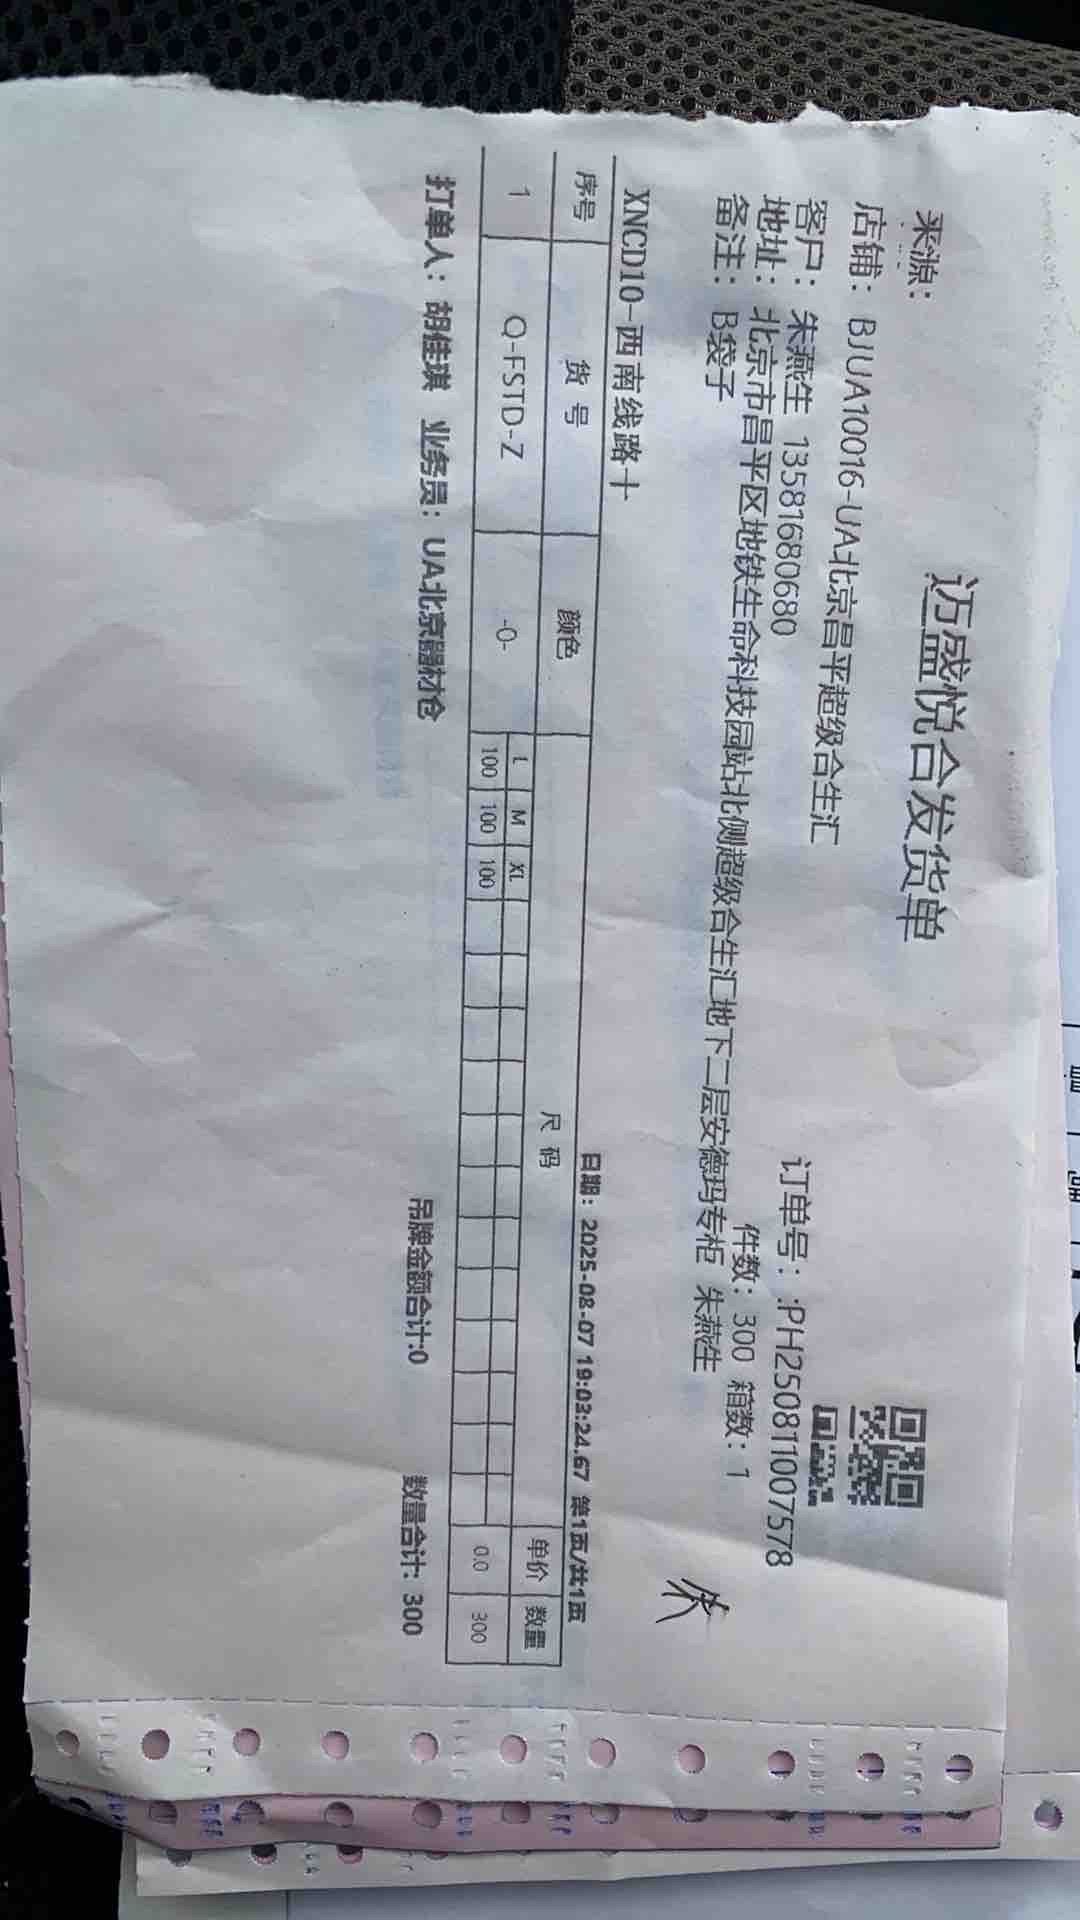 迈盛悦合发货单
来源：
店铺：BJUA10016-UA北京昌平超级合生汇
订单号：:PH250811007578
客户：朱燕生 13581680680
件数：300 箱数：1
地址：北京市昌平区地铁生命科技园站北侧超级合生汇地下二层安德玛专柜 朱燕生
备注：B袋子
朱
XNCD10-西南线路十
日期：2025-08-07 19:03:24.67 第1页/共1页
序号 货号 颜色 尺码 单价 数量
L M XL
1 Q-FSTD-Z -0- 100 100 100 0.0 300
打单人：胡佳琪 业务员：UA北京器材仓 吊牌金额合计:0 数量合计：300